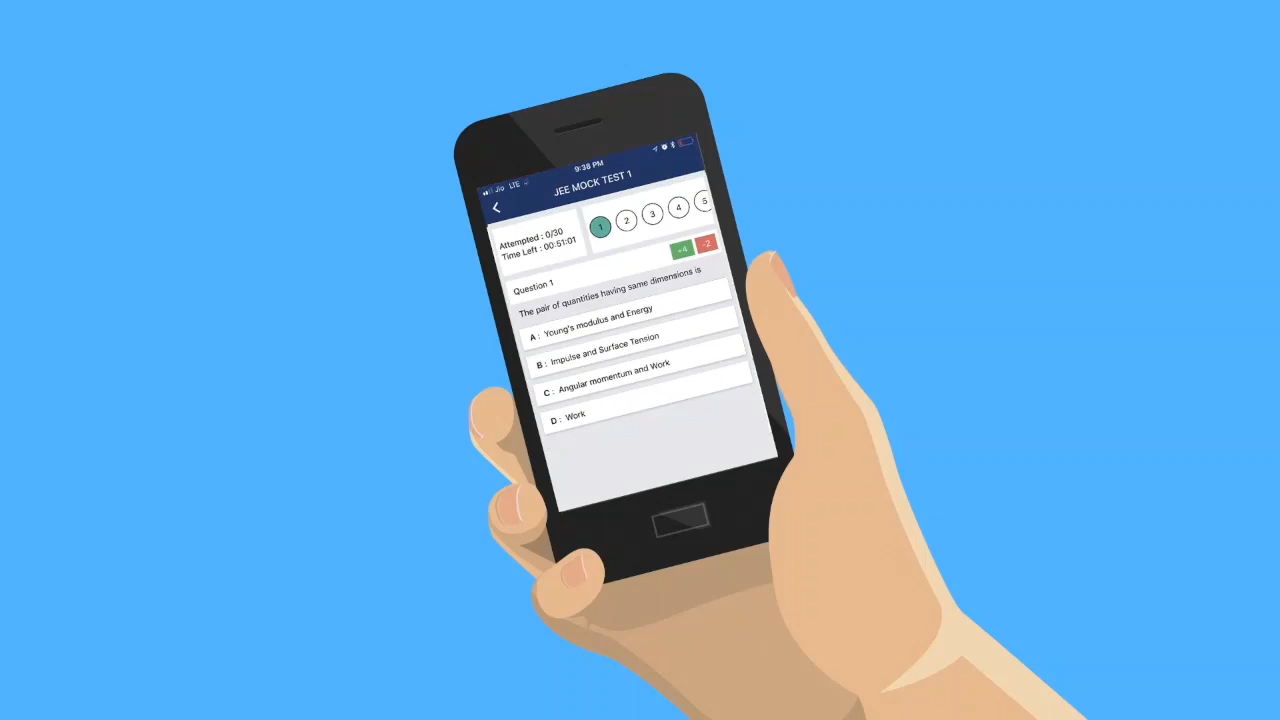 Jio LTE
9:38 PM
JEE MOCK TEST 1
Attempted : 0/30
Time Left : 00:51:01
1 2 3 4 5
+4 -2
Question 1
The pair of quantities having same dimensions is
A : Young's modulus and Energy
B : Impulse and Surface Tension
C : Angular momentum and Work
D : Work